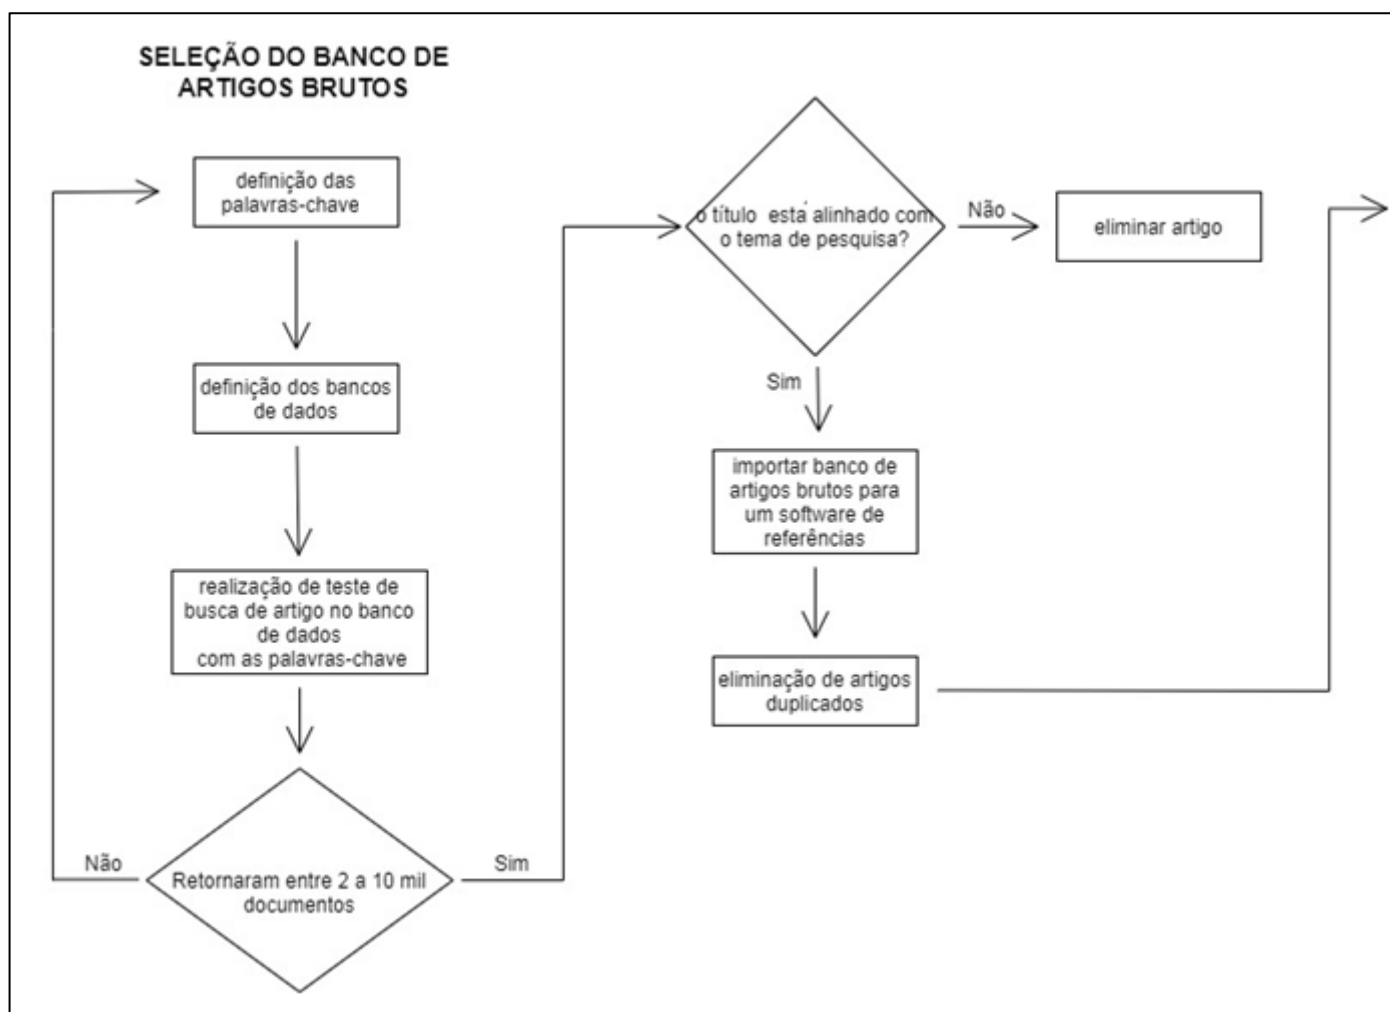 SELEÇÃO DO BANCO DE
ARTIGOS BRUTOS
definição das
palavras-chave
definição dos bancos
de dados
realização de teste de
busca de artigo no banco
de dados
com as palavras-chave
Não
Retornaram entre 2 a 10 mil
documentos
Sim
o título está alinhado com
o tema de pesquisa?
Não
eliminar artigo
Sim
importar banco de
artigos brutos para
um software de
referências
eliminação de artigos
duplicados